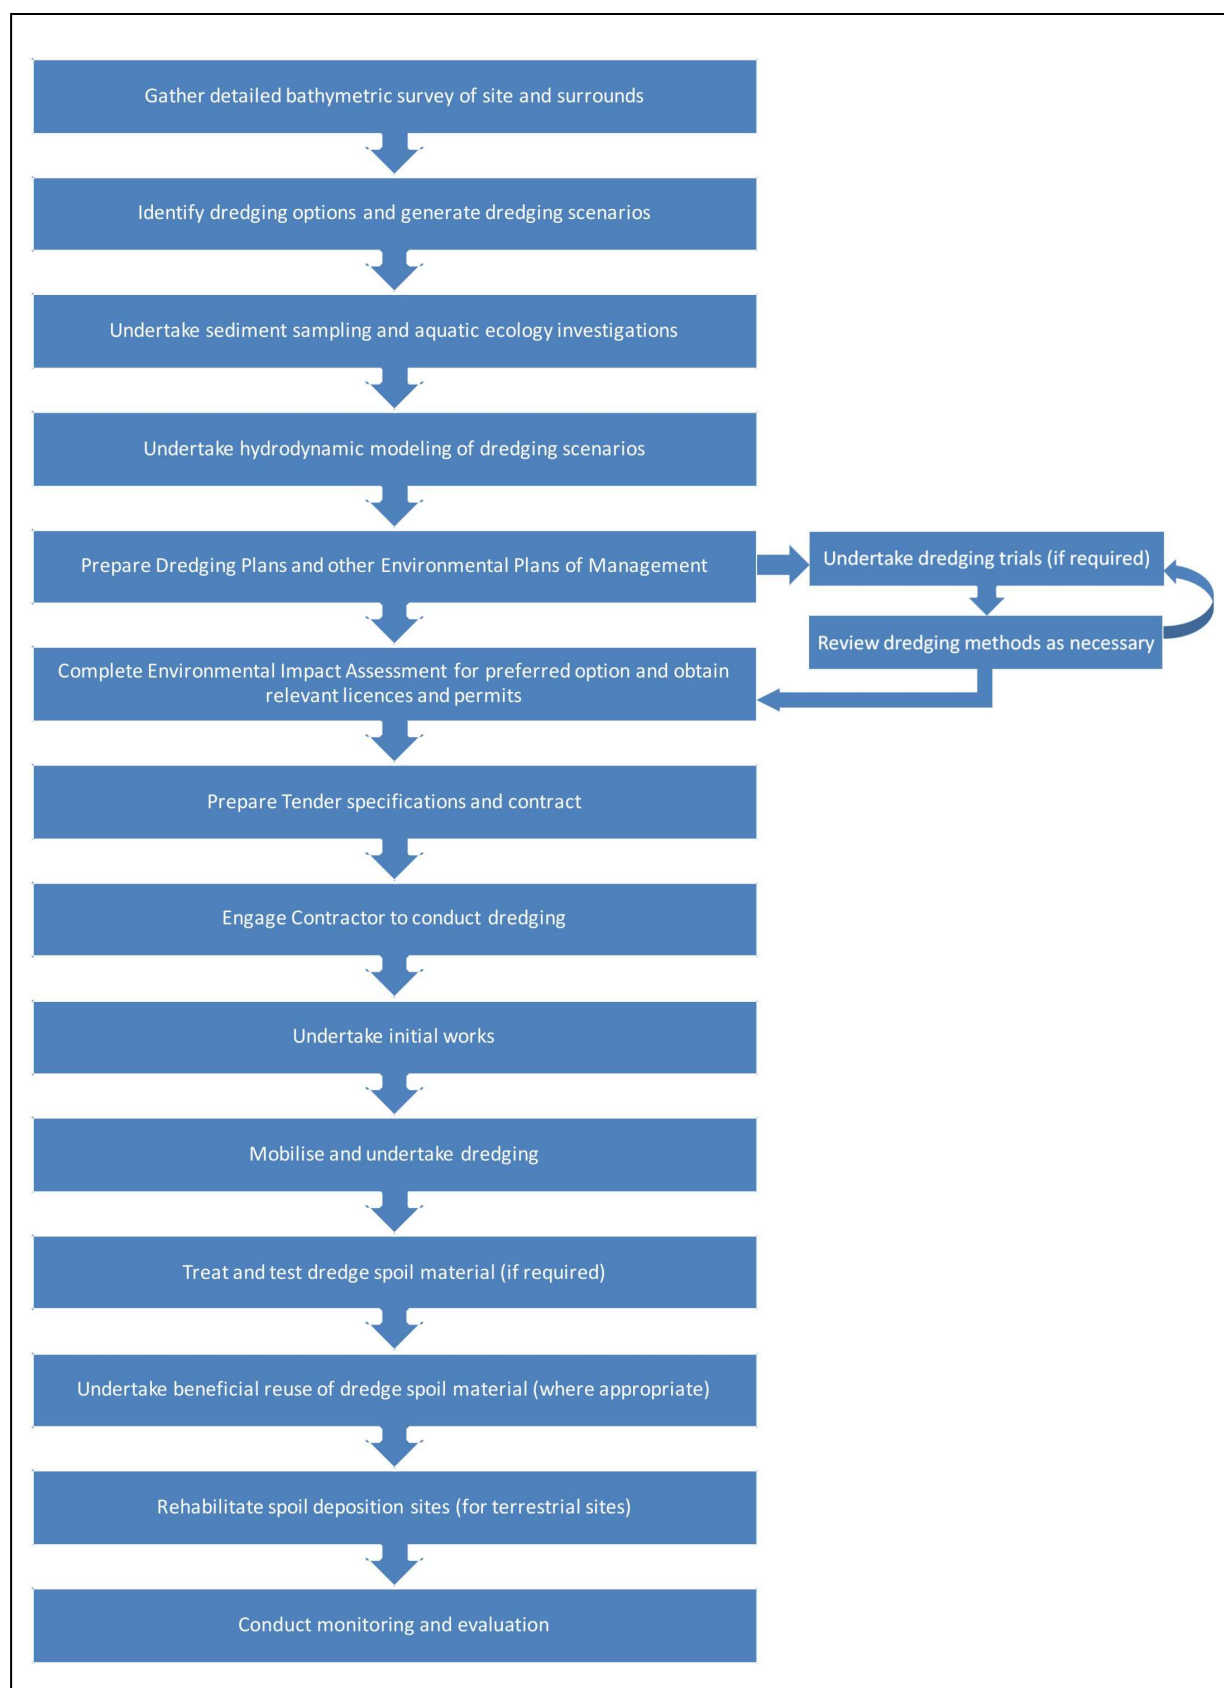 Gather detailed bathymetric survey of site and surrounds
Identify dredging options and generate dredging scenarios
Undertake sediment sampling and aquatic ecology investigations
Undertake hydrodynamic modeling of dredging scenarios
Prepare Dredging Plans and other Environmental Plans of Management
Undertake dredging trials (if required)
Review dredging methods as necessary
Complete Environmental Impact Assessment for preferred option and obtain
relevant licences and permits
Prepare Tender specifications and contract
Engage Contractor to conduct dredging
Undertake initial works
Mobilise and undertake dredging
Treat and test dredge spoil material (if required)
Undertake beneficial reuse of dredge spoil material (where appropriate)
Rehabilitate spoil deposition sites (for terrestrial sites)
Conduct monitoring and evaluation